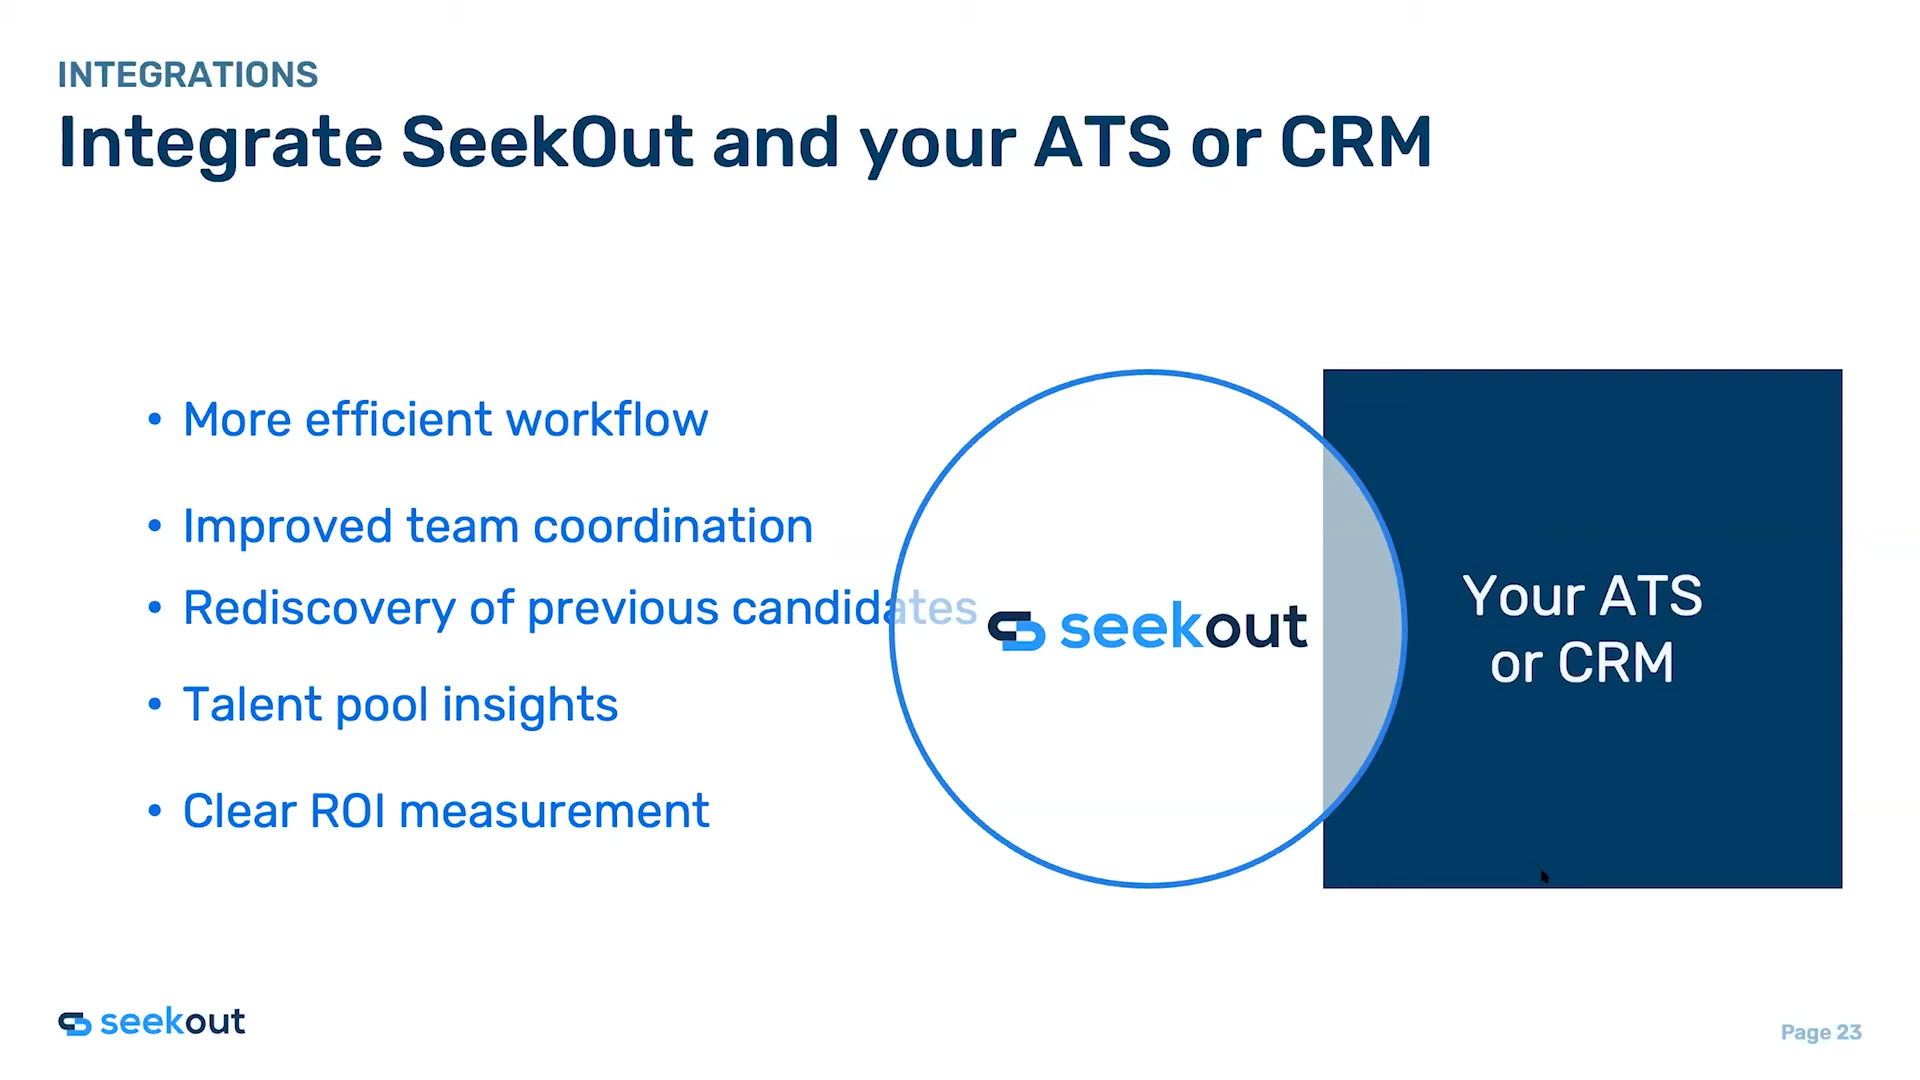 INTEGRATIONS
Integrate SeekOut and your ATS or CRM
• More efficient workflow
• Improved team coordination
• Rediscovery of previous candidates
• Talent pool insights
• Clear ROI measurement
seekout
Your ATS
or CRM
seekout
Page 23